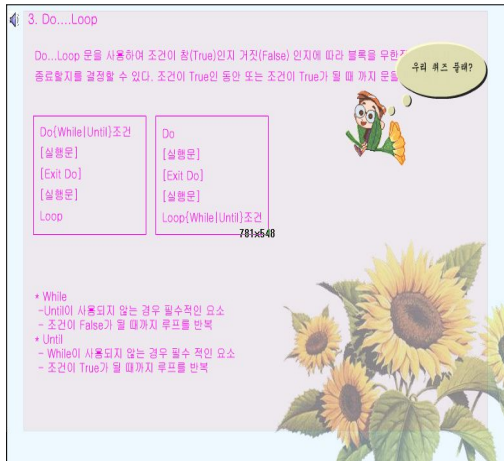 3. Do....Loop
Do...Loop 문을 사용하여 조건이 참(True)인지 거짓(False) 인지에 따라 블록을
종료할지를 결정할 수 있다. 조건이 True인 동안 또는 조건이 True가 될 때 까지 문을
우리 퀴즈 풀래?
Do{While|Until}조건
[실행문]
[Exit Do]
[실행문]
Loop
Do
[실행문]
[Exit Do]
[실행문]
Loop{While|Until}조건
781x548
* While
-Until이 사용되지 않는 경우 필수적인 요소
- 조건이 False가 될 때까지 루프를 반복
* Until
- While이 사용되지 않는 경우 필수 적인 요소
- 조건이 True가 될 때까지 루프를 반복